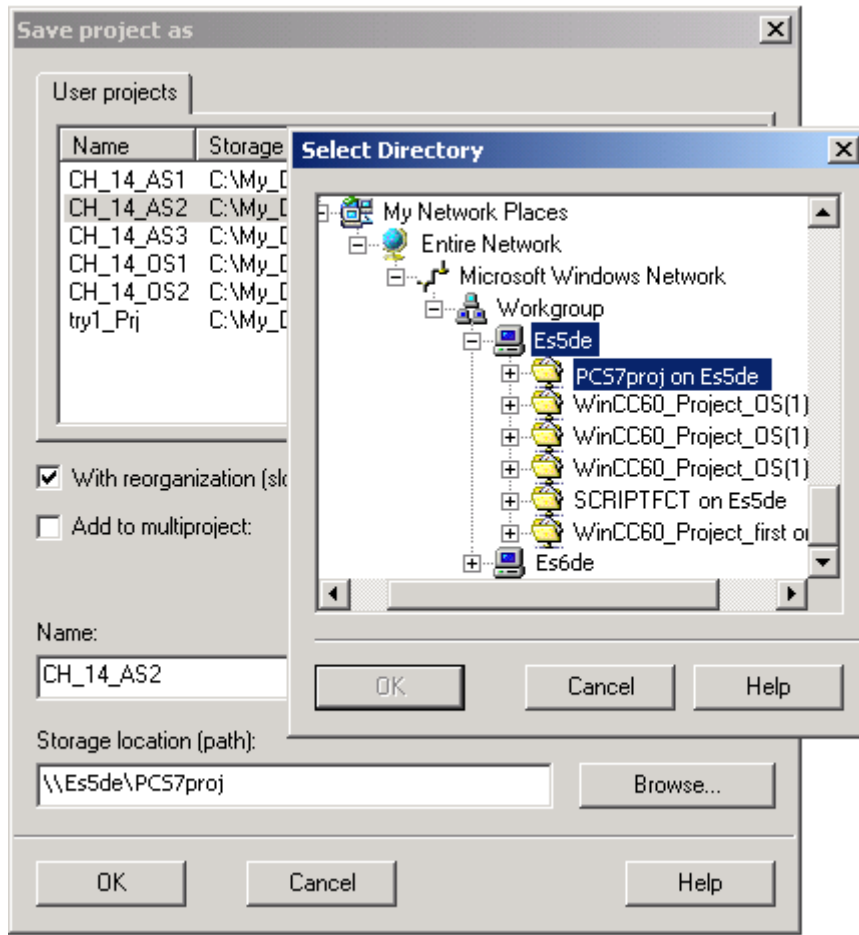 Save project as
User projects
Name Storage
CH_14_AS1 C:\My_D
CH_14_AS2 C:\My_D
CH_14_AS3 C:\My_D
CH_14_OS1 C:\My_D
CH_14_OS2 C:\My_D
try1_Prj C:\My_D
With reorganization (slo
Add to multiproject:
Name:
CH_14_AS2
Storage location (path):
\\Es5de\PCS7proj
Browse...
OK Cancel Help
Select Directory
My Network Places
Entire Network
Microsoft Windows Network
Workgroup
Es5de
PCS7proj on Es5de
WinCC60_Project_OS(1)
WinCC60_Project_OS(1)
WinCC60_Project_OS(1)
SCRIPTFCT on Es5de
WinCC60_Project_first on
Es6de
OK Cancel Help